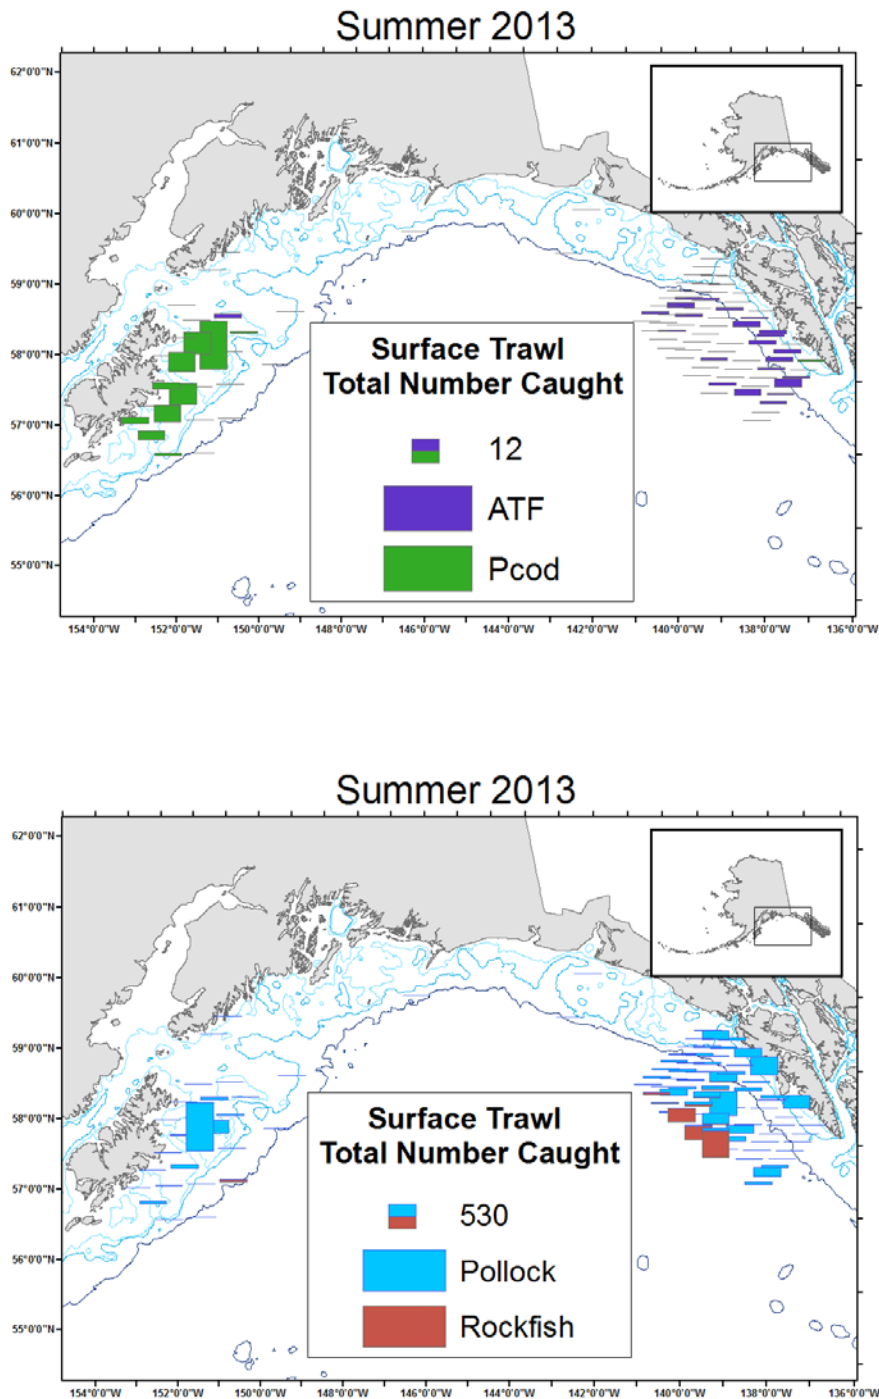 Summer 2013
62°0'0"N
61°0'0"N
60°0'0"N
59°0'0"N
58°0'0"N
57°0'0"N
56°0'0"N
55°0'0"N
Surface Trawl
Total Number Caught
12
ATF
Pcod
154°0'0"W 152°0'0"W 150°0'0"W 148°0'0"W 146°0'0"W 144°0'0"W 142°0'0"W 140°0'0"W 138°0'0"W 136°0'0"W
Summer 2013
62°0'0"N
61°0'0"N
60°0'0"N
59°0'0"N
58°0'0"N
57°0'0"N
56°0'0"N
55°0'0"N
Surface Trawl
Total Number Caught
530
Pollock
Rockfish
154°0'0"W 152°0'0"W 150°0'0"W 148°0'0"W 146°0'0"W 144°0'0"W 142°0'0"W 140°0'0"W 138°0'0"W 136°0'0"W